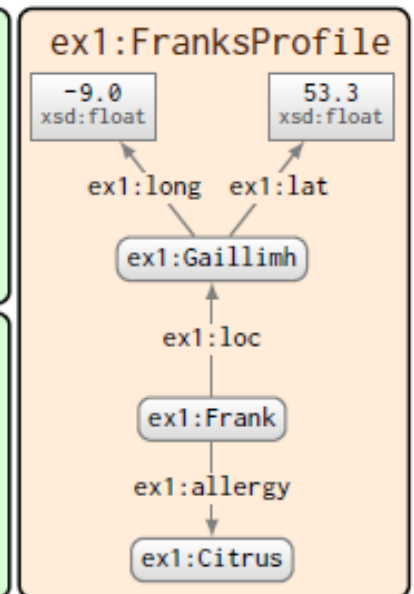 ex1:FranksProfile
-9.0 53.3
xsd:float xsd:float
ex1:long ex1:lat
ex1:Gaillimh
ex1:loc
ex1:Frank
ex1:allergy
ex1:Citrus